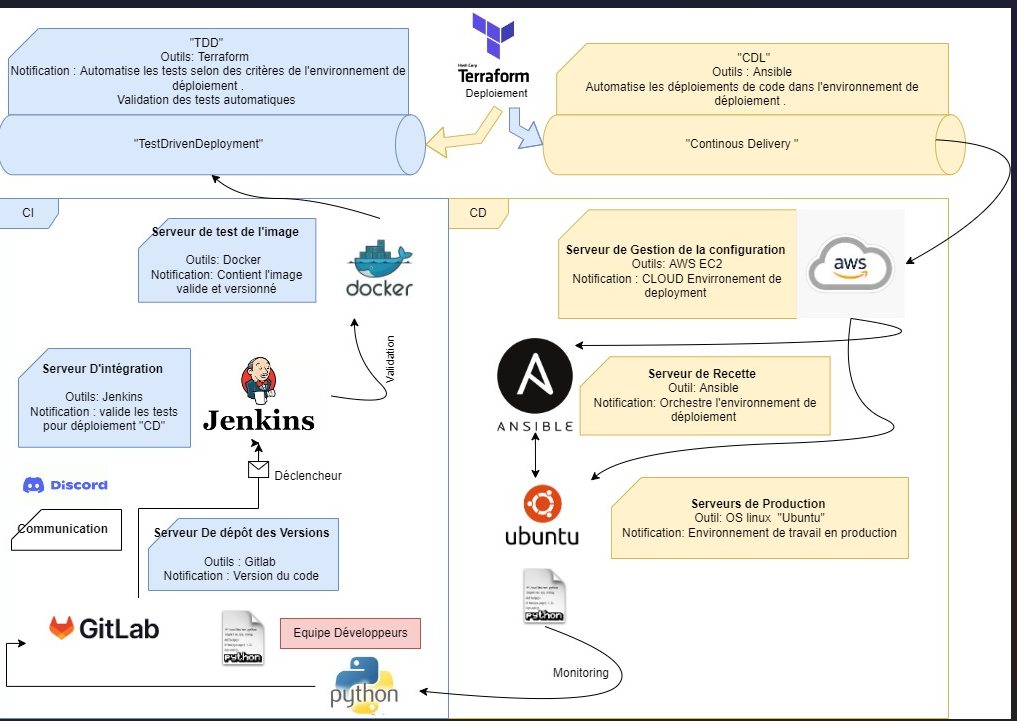 "TDD"
Outils: Terraform
Notification : Automatise les tests selon des critères de l'environnement de
déploiement .
Validation des tests automatiques
"TestDrivenDeployment"
HashiCorp
Terraform
Deploiement
"CDL"
Outils : Ansible
Automatise les déploiements de code dans l'environnement de
déploiement .
"Continous Delivery "
CI
Serveur de test de l'image
Outils: Docker
Notification: Contient l'image
valide et versionné
docker
Validation
Serveur D'intégration
Outils: Jenkins
Notification : valide les tests
pour déploiement "CD"
Jenkins
Déclencheur
Discord
Communication
Serveur De dépôt des Versions
Outils : Gitlab
Notification : Version du code
GitLab
python
Equipe Développeurs
python
CD
Serveur de Gestion de la configuration
Outils: AWS EC2
Notification : CLOUD Environement de
deployment
aws
ANSIBLE
Serveur de Recette
Outil: Ansible
Notification: Orchestre l'environnement de
déploiement
ubuntu
Serveurs de Production
Outil: OS linux "Ubuntu"
Notification: Environnement de travail en production
python
Monitoring